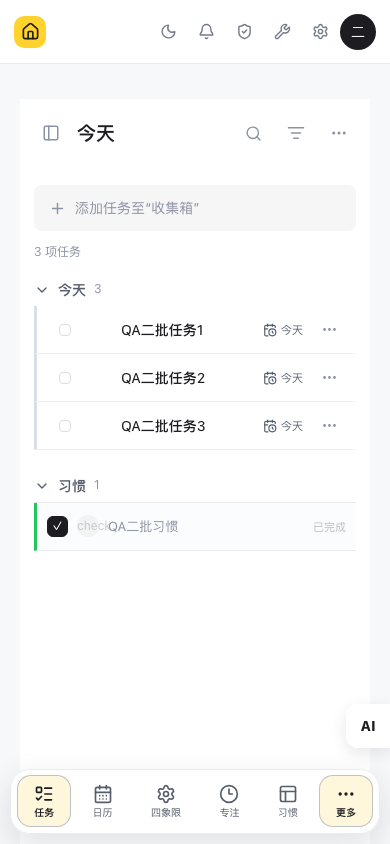 二
今天
添加任务至“收集箱”
3 项任务
今天 3
QA二批任务1 今天
QA二批任务2 今天
QA二批任务3 今天
习惯 1
check QA二批习惯 已完成
AI
任务 日历 四象限 专注 习惯 更多